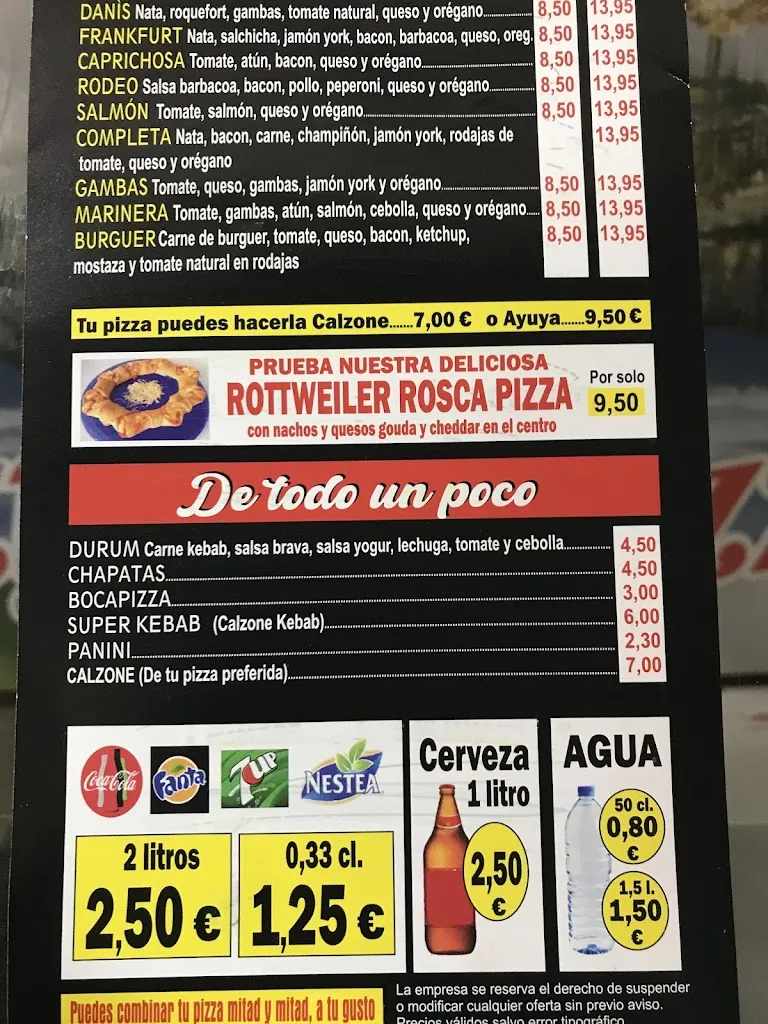 DANÌS Nata, roquefort, gambas, tomate natural, queso y orégano 8,50 13,95
FRANKFURT Nata, salchicha, jamón york, bacon, barbacoa, queso, oreg. 8,50 13,95
CAPRICHOSA Tomate, atún, bacon, queso y orégano 8,50 13,95
RODEO Salsa barbacoa, bacon, pollo, peperoni, queso y orégano 8,50 13,95
SALMÓN Tomate, salmón, queso y orégano 8,50 13,95
COMPLETA Nata, bacon, carne, champiñón, jamón york, rodajas de 13,95
tomate, queso y orégano
GAMBAS Tomate, queso, gambas, jamón york y orégano 8,50 13,95
MARINERA Tomate, gambas, atún, salmón, cebolla, queso y orégano 8,50 13,95
BURGUER Carne de burguer, tomate, queso, bacon, ketchup, 8,50 13,95
mostaza y tomate natural en rodajas
Tu pizza puedes hacerla Calzone.......7,00 € o Ayuya.......9,50 €
PRUEBA NUESTRA DELICIOSA
ROTTWEILER ROSCA PIZZA
con nachos y quesos gouda y cheddar en el centro
Por solo
9,50
De todo un poco
DURUM Carne kebab, salsa brava, salsa yogur, lechuga, tomate y cebolla 4,50
CHAPATAS 4,50
BOCAPIZZA 3,00
SUPER KEBAB (Calzone Kebab) 6,00
PANINI 2,30
CALZONE (De tu pizza preferida) 7,00
Coca-Cola Fanta 7up NESTEA
2 litros
2,50 €
0,33 cl.
1,25 €
Cerveza
1 litro
2,50
€
AGUA
50 cl.
0,80
€
1,5 l.
1,50
€
Puedes combinar tu pizza mitad y mitad, a tu gusto
La empresa se reserva el derecho de suspender
o modificar cualquier oferta sin previo aviso.
Precios válidos salvo error tipográfico